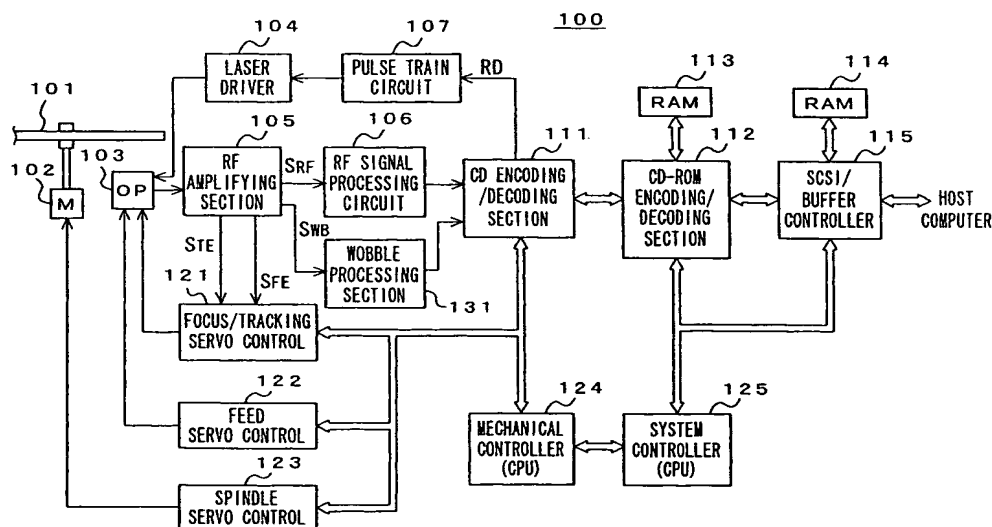 100
104
107
LASER
DRIVER
PULSE TRAIN
CIRCUIT
RD
113
RAM
114
RAM
101
103
102
OP
M
105
RF
AMPLIFYING
SECTION
SRF
106
RF SIGNAL
PROCESSING
CIRCUIT
111
CD ENCODING
/DECODING
SECTION
112
CD-ROM
ENCODING/
DECODING
SECTION
115
SCSI/
BUFFER
CONTROLLER
HOST
COMPUTER
SWB
STE
SFE
WOBBLE
PROCESSING
SECTION
131
121
FOCUS/TRACKING
SERVO CONTROL
122
FEED
SERVO CONTROL
123
SPINDLE
SERVO CONTROL
124
MECHANICAL
CONTROLLER
(CPU)
125
SYSTEM
CONTROLLER
(CPU)